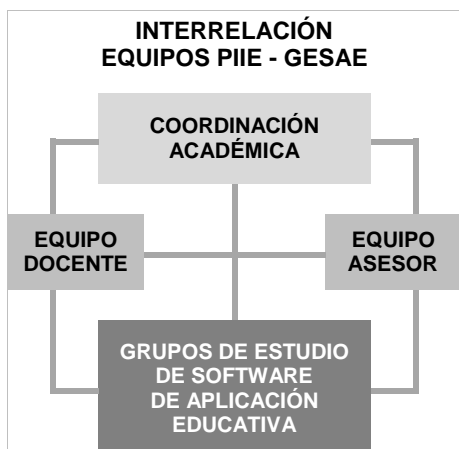 INTERRELACIÓN
EQUIPOS PIIE - GESAE
COORDINACIÓN
ACADÉMICA
EQUIPO
DOCENTE
EQUIPO
ASESOR
GRUPOS DE ESTUDIO
DE SOFTWARE
DE APLICACIÓN
EDUCATIVA